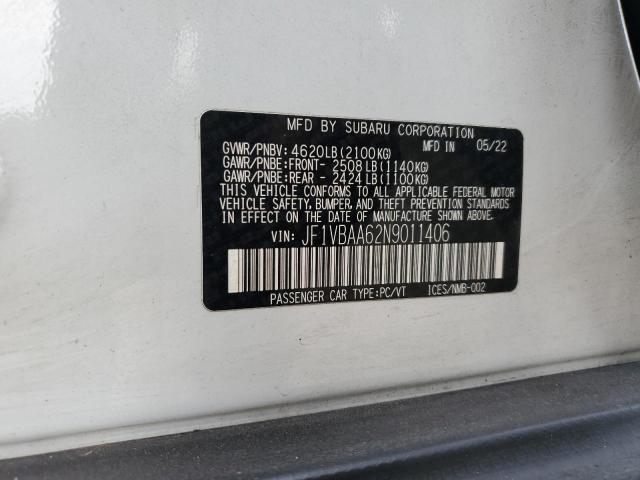 MFD BY SUBARU CORPORATION
GVWR/PNBV: 4620LB(2100KG) MFD IN 05/22
GAWR/PNBE:FRONT- 2508LB(1140KG)
GAWR/PNBE:REAR - 2424LB(1100KG)
THIS VEHICLE CONFORMS TO ALL APPLICABLE FEDERAL MOTOR
VEHICLE SAFETY, BUMPER, AND THEFT PREVENTION STANDARDS
IN EFFECT ON THE DATE OF MANUFACTURE SHOWN ABOVE.
VIN: JF1VBAA62N9011406
PASSENGER CAR TYPE:PC/VT ICES/NMB-002